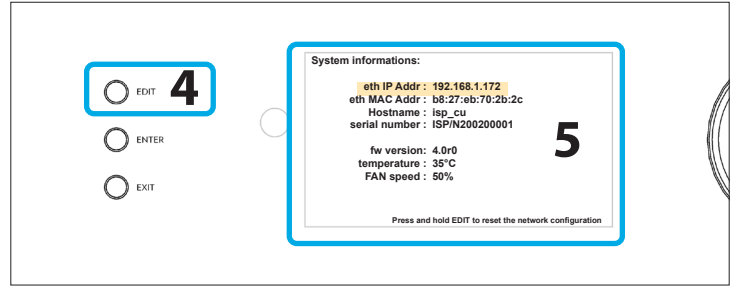 EDIT 4
ENTER
EXIT
System informations:
eth IP Addr : 192.168.1.172
eth MAC Addr : b8:27:eb:70:2b:2c
Hostname : isp_cu
serial number : ISP/N200200001
fw version: 4.0r0
temperature : 35°C
FAN speed : 50%
5
Press and hold EDIT to reset the network configuration